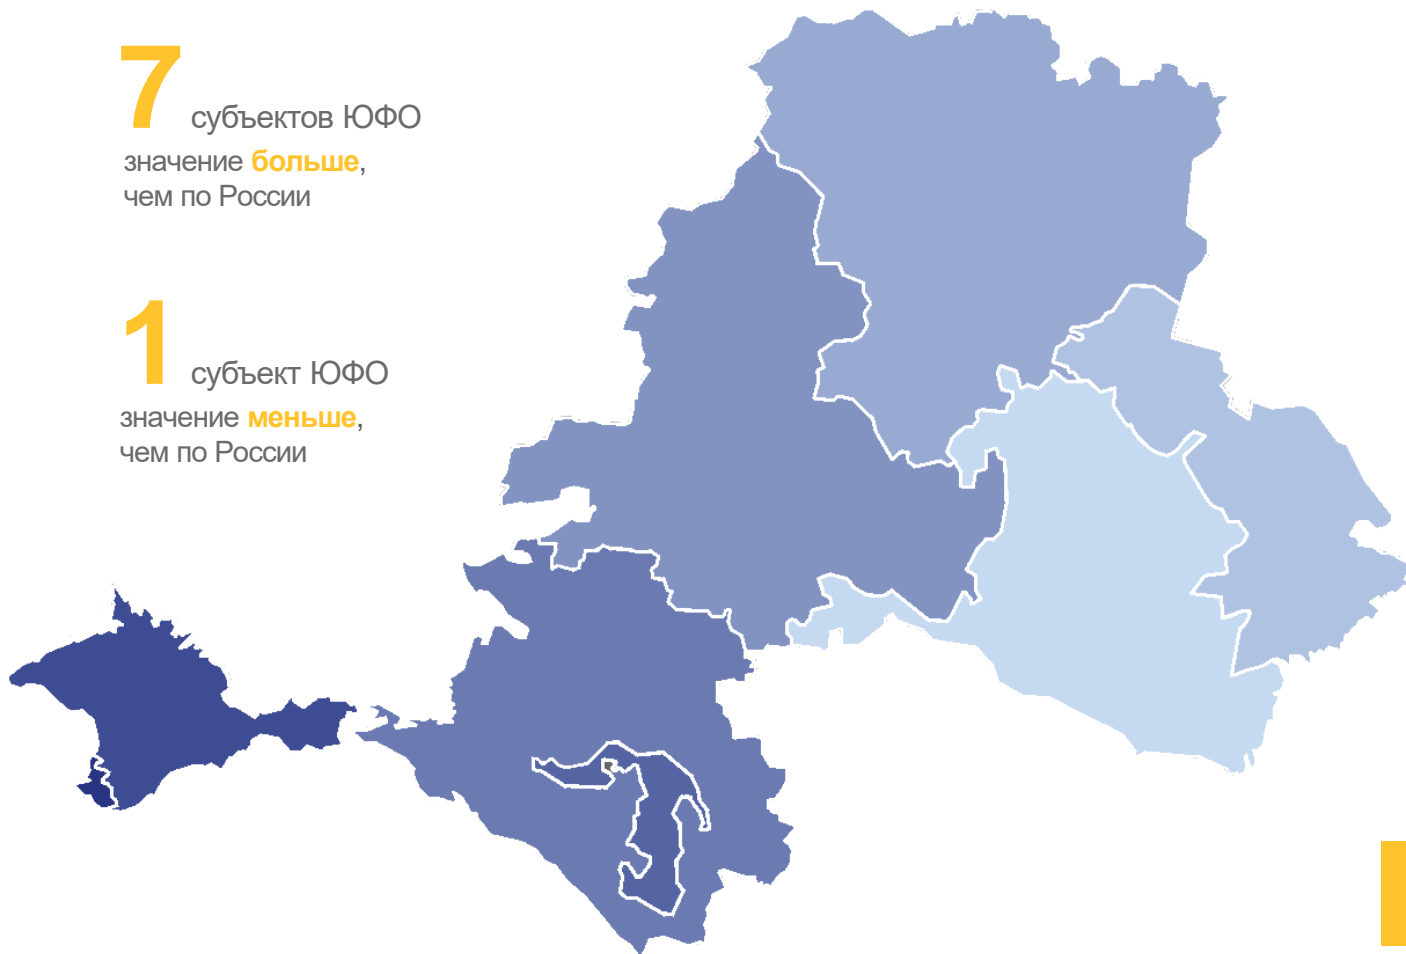 7 субъектов ЮФО
значение больше,
чем по России
1 субъект ЮФО
значение меньше,
чем по России